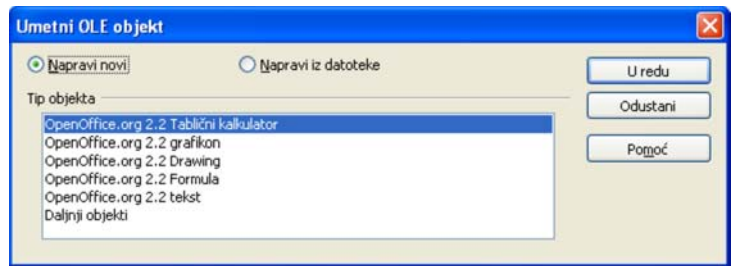 Umetni OLE objekt
Napravi novi
Napravi iz datoteke
U redu
Tip objekta
Odustani
OpenOffice.org 2.2 Tablični kalkulator
OpenOffice.org 2.2 grafikon
Pomoć
OpenOffice.org 2.2 Drawing
OpenOffice.org 2.2 Formula
OpenOffice.org 2.2 tekst
Daljnji objekti